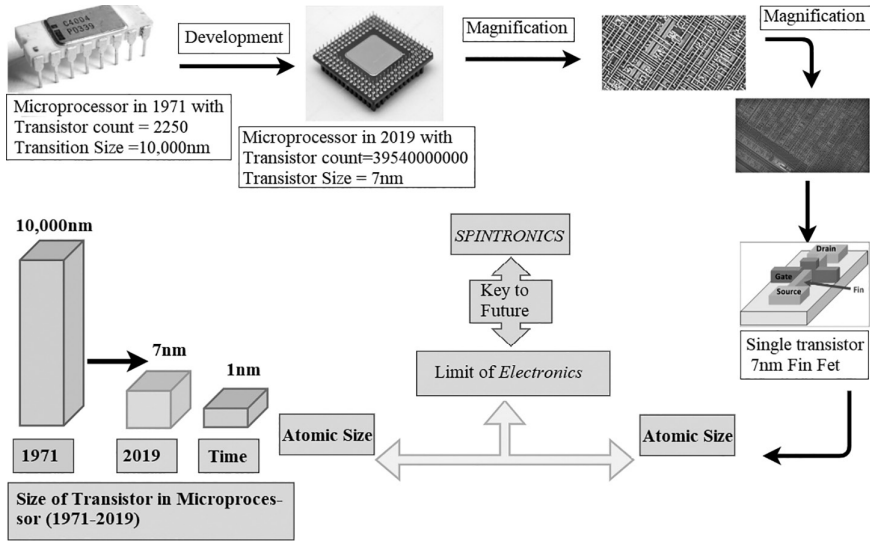 C4004
P0339
Development
Magnification
Magnification
Microprocessor in 1971 with
Transistor count = 2250
Transition Size =10,000nm
Microprocessor in 2019 with
Transistor count=39540000000
Transistor Size = 7nm
10,000nm
7nm
1nm
1971
2019
Time
Size of Transistor in Microproces-
sor (1971-2019)
SPINTRONICS
Key to
Future
Limit of Electronics
Atomic Size
Atomic Size
Drain
Gate
Source
Fin
Single transistor
7nm Fin Fet